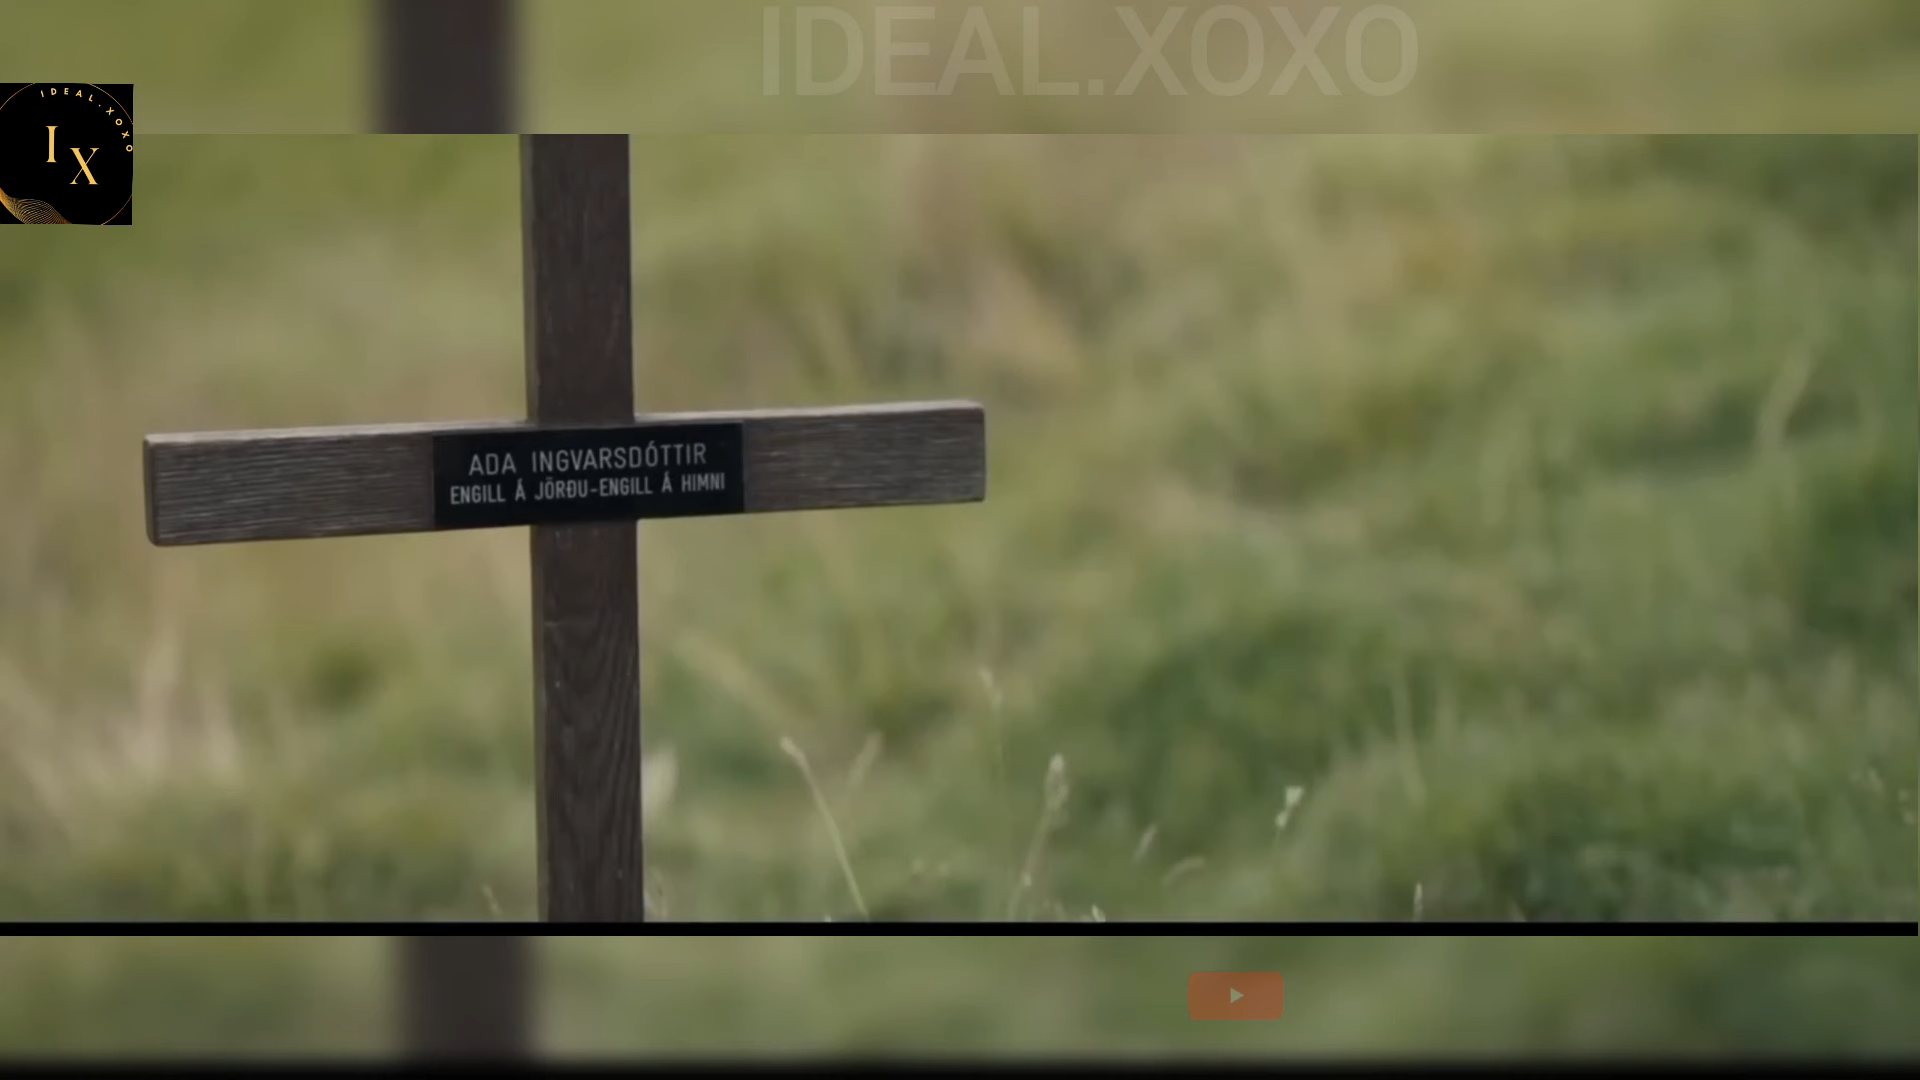 IDEAL.XOXO
IDEAL.XOXO
I X
ADA INGVARSDÓTTIR
ENGILL Á JÖRÐU-ENGILL Á HIMNI